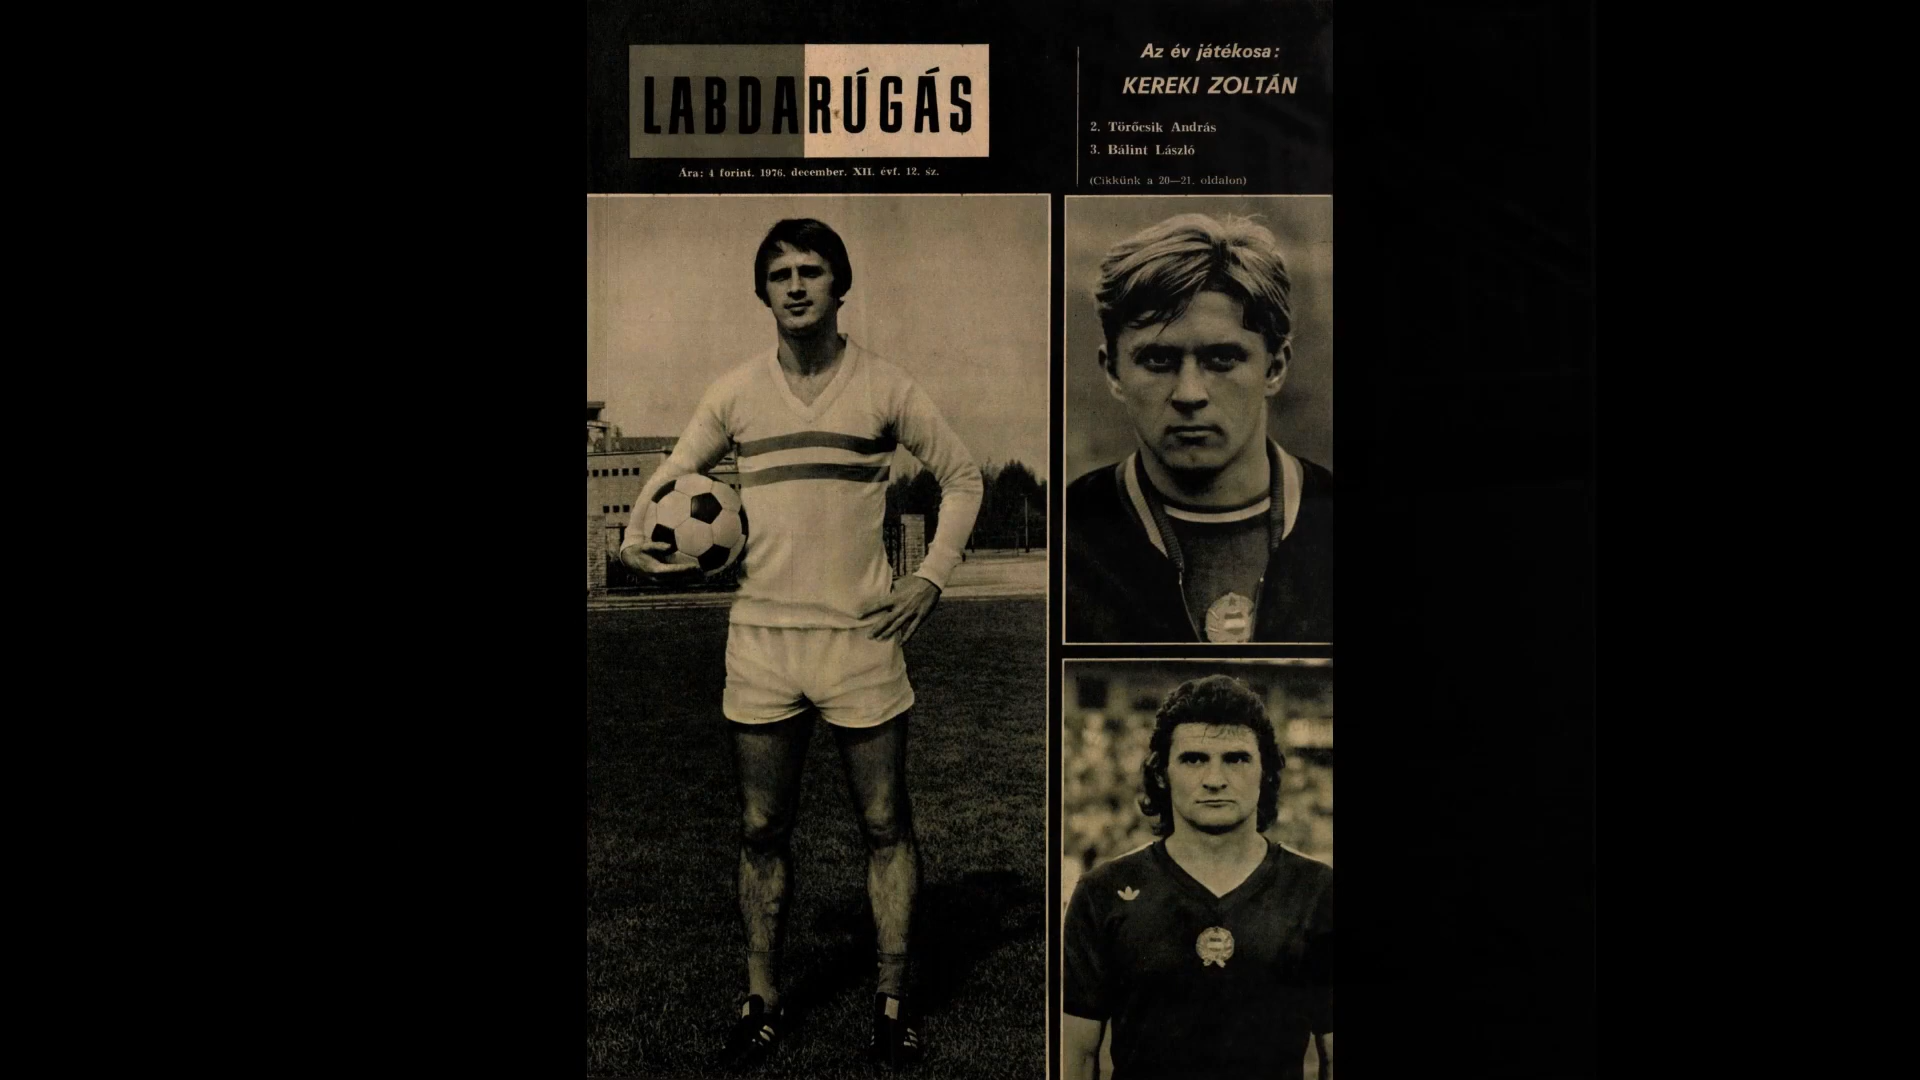 LABDARÚGÁS
Ára: 4 forint. 1976. december. XII. évf. 12. sz.
Az év játékosa:
KEREKI ZOLTÁN
2. Törőcsik András
3. Bálint László
(Cikkünk a 20—21. oldalon)